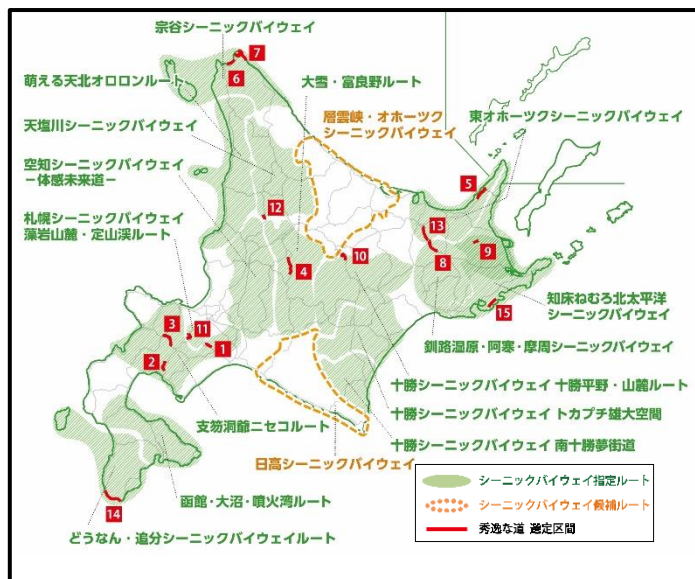 宗谷シーニックバイウェイ
7
6
萌える天北オロロンルート
大雪・富良野ルート
層雲峡・オホーツク
シーニックバイウェイ
東オホーツクシーニックバイウェイ
天塩川シーニックバイウェイ
空知シーニックバイウェイ
－体感未来道－
5
札幌シーニックバイウェイ
藻岩山麓・定山渓ルート
12
13
4
10
8
9
知床ねむろ北太平洋
シーニックバイウェイ
15
3
11
1
2
釧路湿原・阿寒・摩周シーニックバイウェイ
十勝シーニックバイウェイ 十勝平野・山麓ルート
支笏洞爺ニセコルート
十勝シーニックバイウェイ トカプチ雄大空間
十勝シーニックバイウェイ 南十勝夢街道
日高シーニックバイウェイ
函館・大沼・噴火湾ルート
14
どうなん・追分シーニックバイウェイルート
シーニックバイウェイ指定ルート
シーニックバイウェイ候補ルート
秀逸な道 選定区間